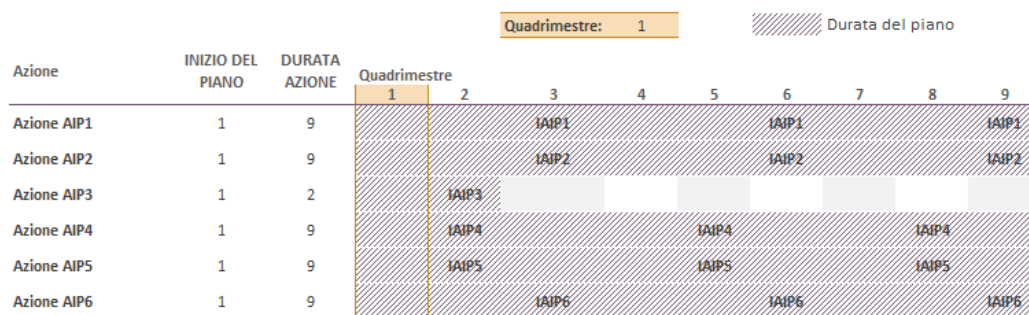 Quadrimestre: 1 Durata del piano
Azione INIZIO DEL PIANO DURATA AZIONE Quadrimestre
1 2 3 4 5 6 7 8 9
Azione AIP1 1 9 IAIP1 IAIP1 IAIP1
Azione AIP2 1 9 IAIP2 IAIP2 IAIP2
Azione AIP3 1 2 IAIP3
Azione AIP4 1 9 IAIP4 IAIP4 IAIP4
Azione AIP5 1 9 IAIP5 IAIP5 IAIP5
Azione AIP6 1 9 IAIP6 IAIP6 IAIP6